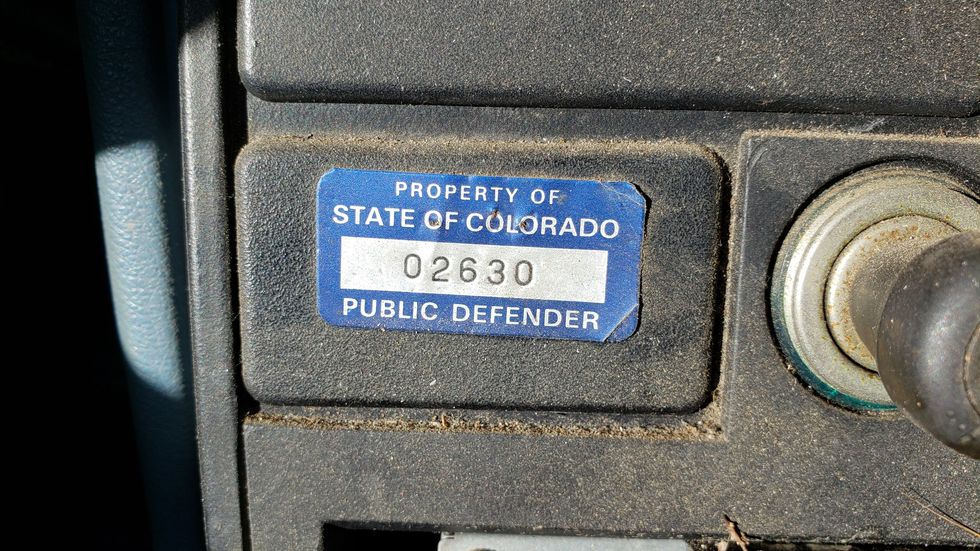 PROPERTY OF
STATE OF COLORADO
02630
PUBLIC DEFENDER